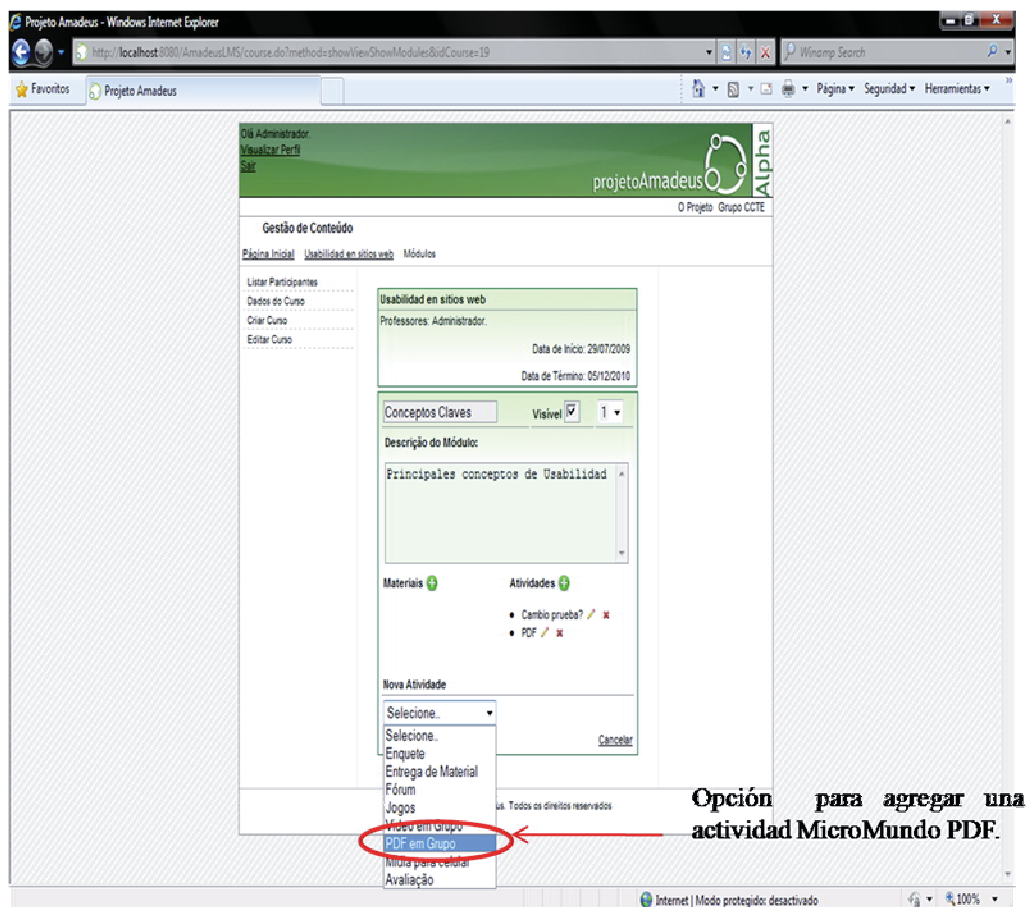 Projeto Amadeus - Windows Internet Explorer
http://localhost:8080/AmadeusLMS/course.do?method=showViewShowModules&idCourse=19
Winamp Search
Favoritos
Projeto Amadeus
Página
Seguridad
Herramientas
Olá Administrador.
Visualizar Perfil
Sair
projetoAmadeus
Alpha
O Projeto Grupo CCTE
Gestão de Conteúdo
Página Inicial Usabilidad en sitios web Módulos
Listar Participantes
Dados do Curso
Criar Curso
Editar Curso
Usabilidad en sitios web
Professores: Administrador.
Data de Início: 29/07/2009
Data de Término: 05/12/2010
Conceptos Claves Visível 1
Descrição do Módulo:
Principales conceptos de Usabilidad
Materiais Atividades
Cambio prueba?
PDF
Nova Atividade
Selecione..
Cancelar
Selecione..
Enquete
Entrega de Material
Fórum
Jogos
us. Todos os direitos reservados
Vídeo em Grupo
PDF em Grupo
Mídia para celular
Avaliação
Opción para agregar una
actividad MicroMundo PDF.
Internet | Modo protegido: desactivado
100%